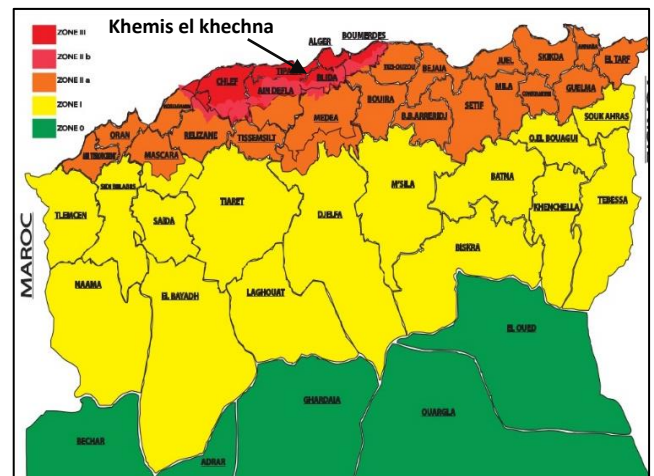 Khemis el khechna
ZONE III
ZONE II b
ZONE II a
ZONE I
ZONE 0
ALGER
BOUMERDES
CHLEF
BLIDA
AIN DEFLA
BEJAIA
JIJEL
SKIKDA
EL TARF
GUELMA
MILA
SETIF
BOUIRA
B.B.ARRERIDJ
MEDEA
SOUK AHRAS
O.EL BOUAGUI
ORAN
RELIZANE
TISSEMSILT
MASCARA
TLEMCEN
SAIDA
TIARET
DJELFA
M'SILA
BATNA
KHENCHELLA
TEBESSA
BISKRA
MAROC
NAAMA
EL BAYADH
LAGHOUAT
EL OUED
GHARDAIA
OUARGLA
BECHAR
ADRAR